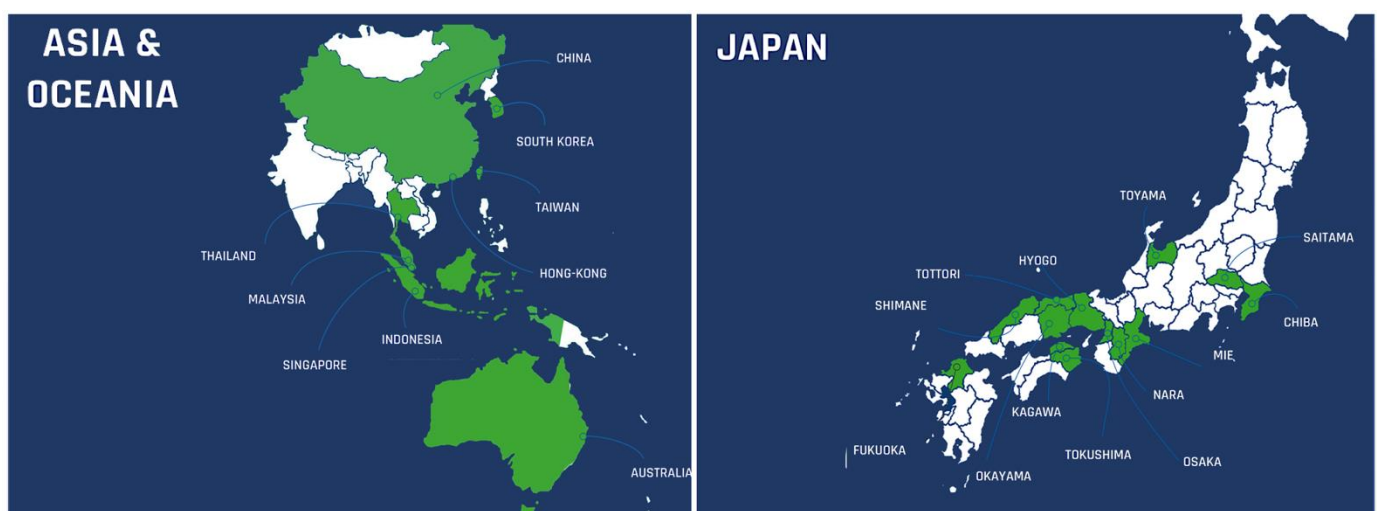 ASIA &
OCEANIA
CHINA
SOUTH KOREA
TAIWAN
THAILAND
HONG-KONG
MALAYSIA
INDONESIA
SINGAPORE
AUSTRALIA
JAPAN
TOYAMA
SAITAMA
HYOGO
TOTTORI
SHIMANE
CHIBA
MIE
NARA
KAGAWA
FUKUOKA
TOKUSHIMA
OSAKA
OKAYAMA